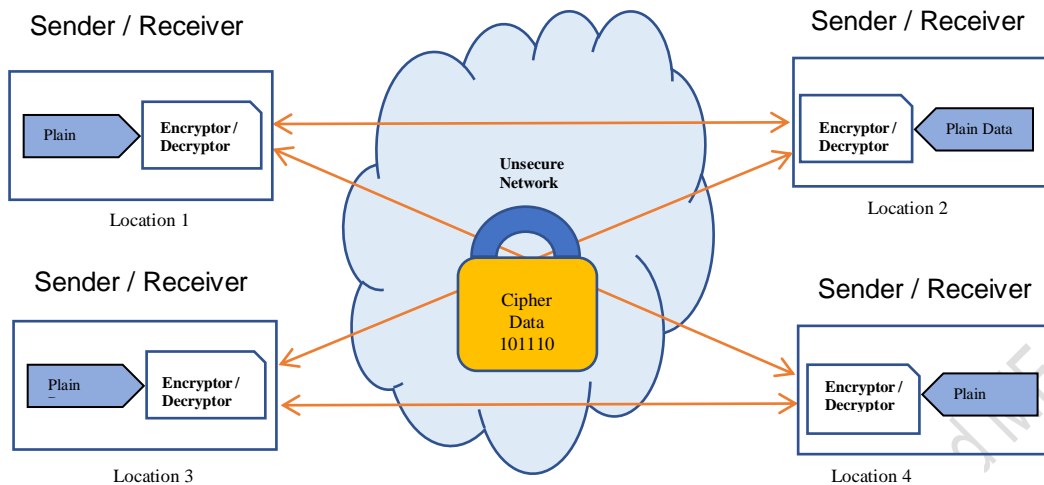 Sender / Receiver
Plain
Encryptor /
Decryptor
Location 1
Sender / Receiver
Encryptor /
Decryptor
Plain Data
Location 2
Unsecure
Network
Cipher
Data
101110
Sender / Receiver
Plain
Encryptor /
Decryptor
Location 3
Sender / Receiver
Encryptor /
Decryptor
Plain
Location 4